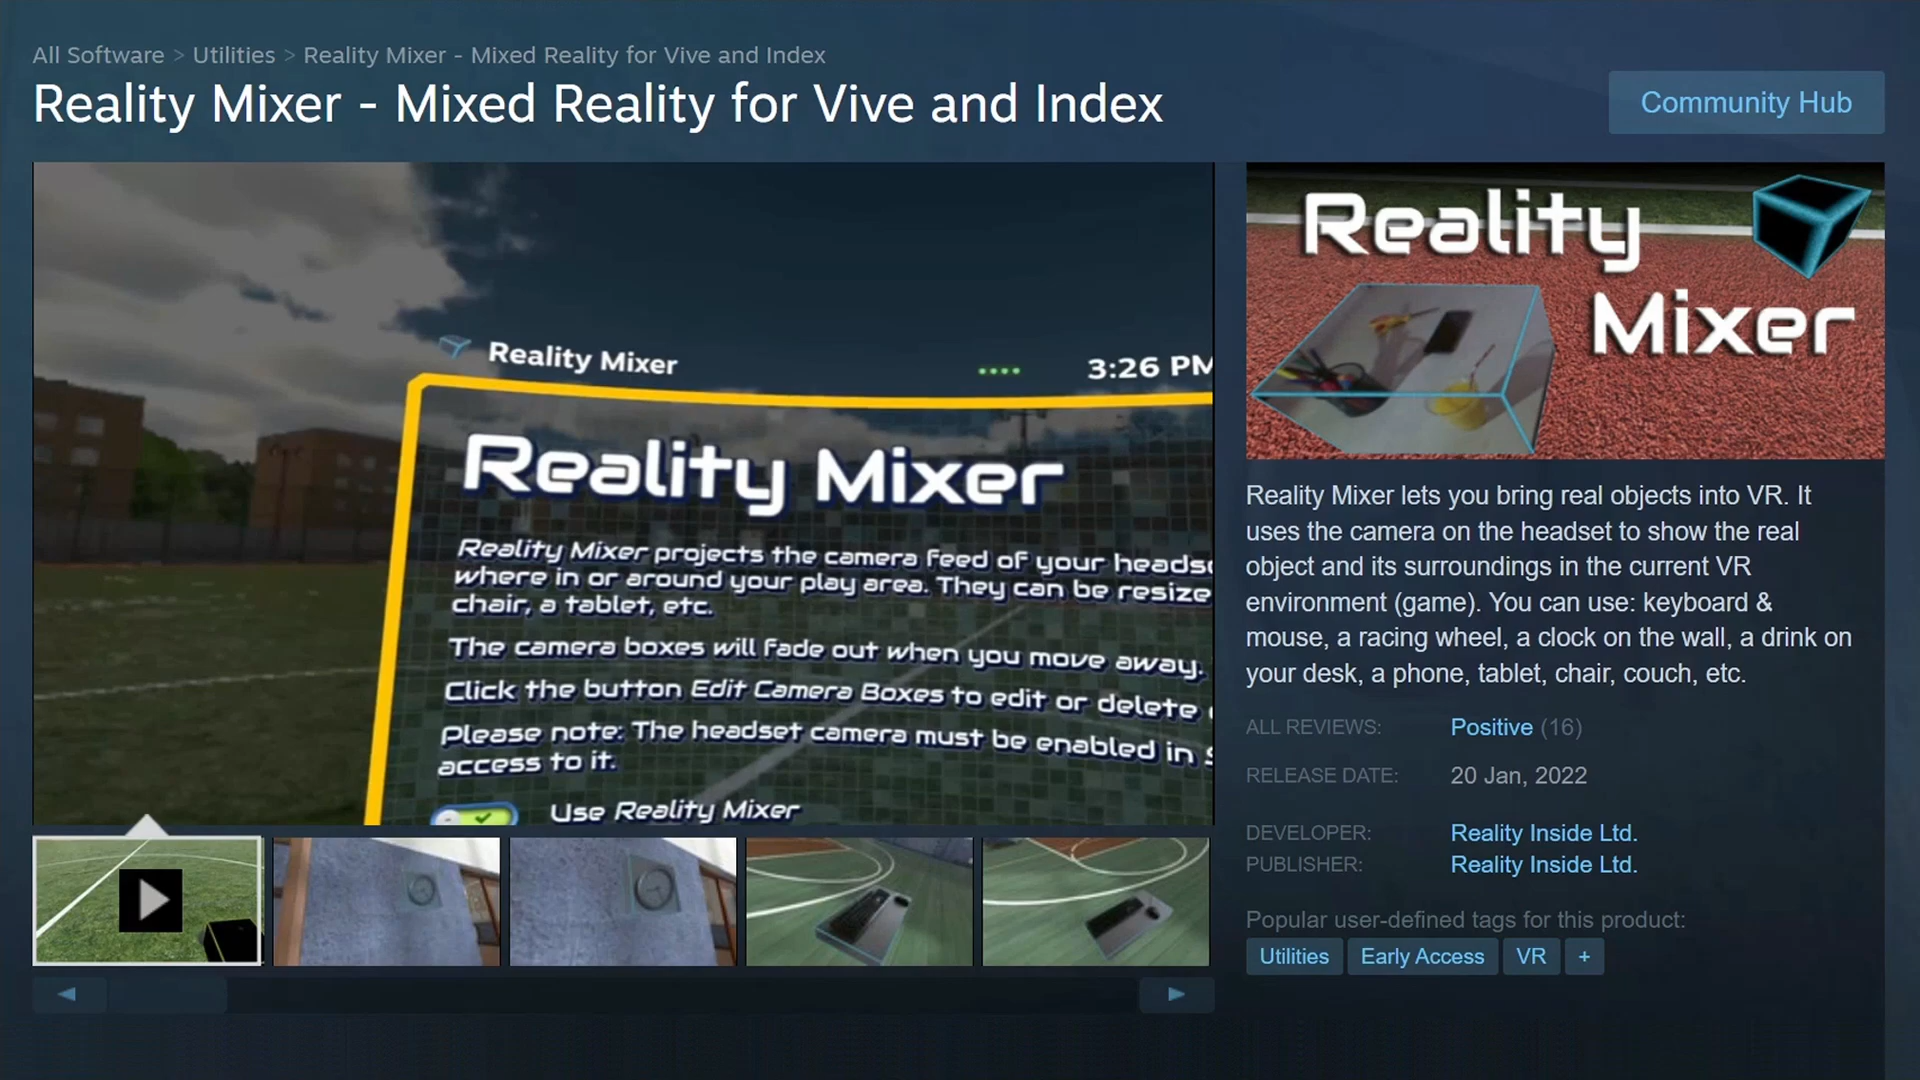 All Software > Utilities > Reality Mixer - Mixed Reality for Vive and Index
Reality Mixer - Mixed Reality for Vive and Index
Community Hub
Reality Mixer
3:26 PM
Reality Mixer
Reality Mixer projects the camera feed of your
where in or around your play area. They can be
chair, a tablet, etc.
The camera boxes will fade out when you move away.
Click the button Edit Camera Boxes to edit or delete
Please note: The headset camera must be enabled in
access to it.
Use Reality Mixer
Reality
Mixer
Reality Mixer lets you bring real objects into VR. It
uses the camera on the headset to show the real
object and its surroundings in the current VR
environment (game). You can use: keyboard &
mouse, a racing wheel, a clock on the wall, a drink on
your desk, a phone, tablet, chair, couch, etc.
ALL REVIEWS: Positive (16)
RELEASE DATE: 20 Jan, 2022
DEVELOPER: Reality Inside Ltd.
PUBLISHER: Reality Inside Ltd.
Popular user-defined tags for this product:
Utilities Early Access VR +